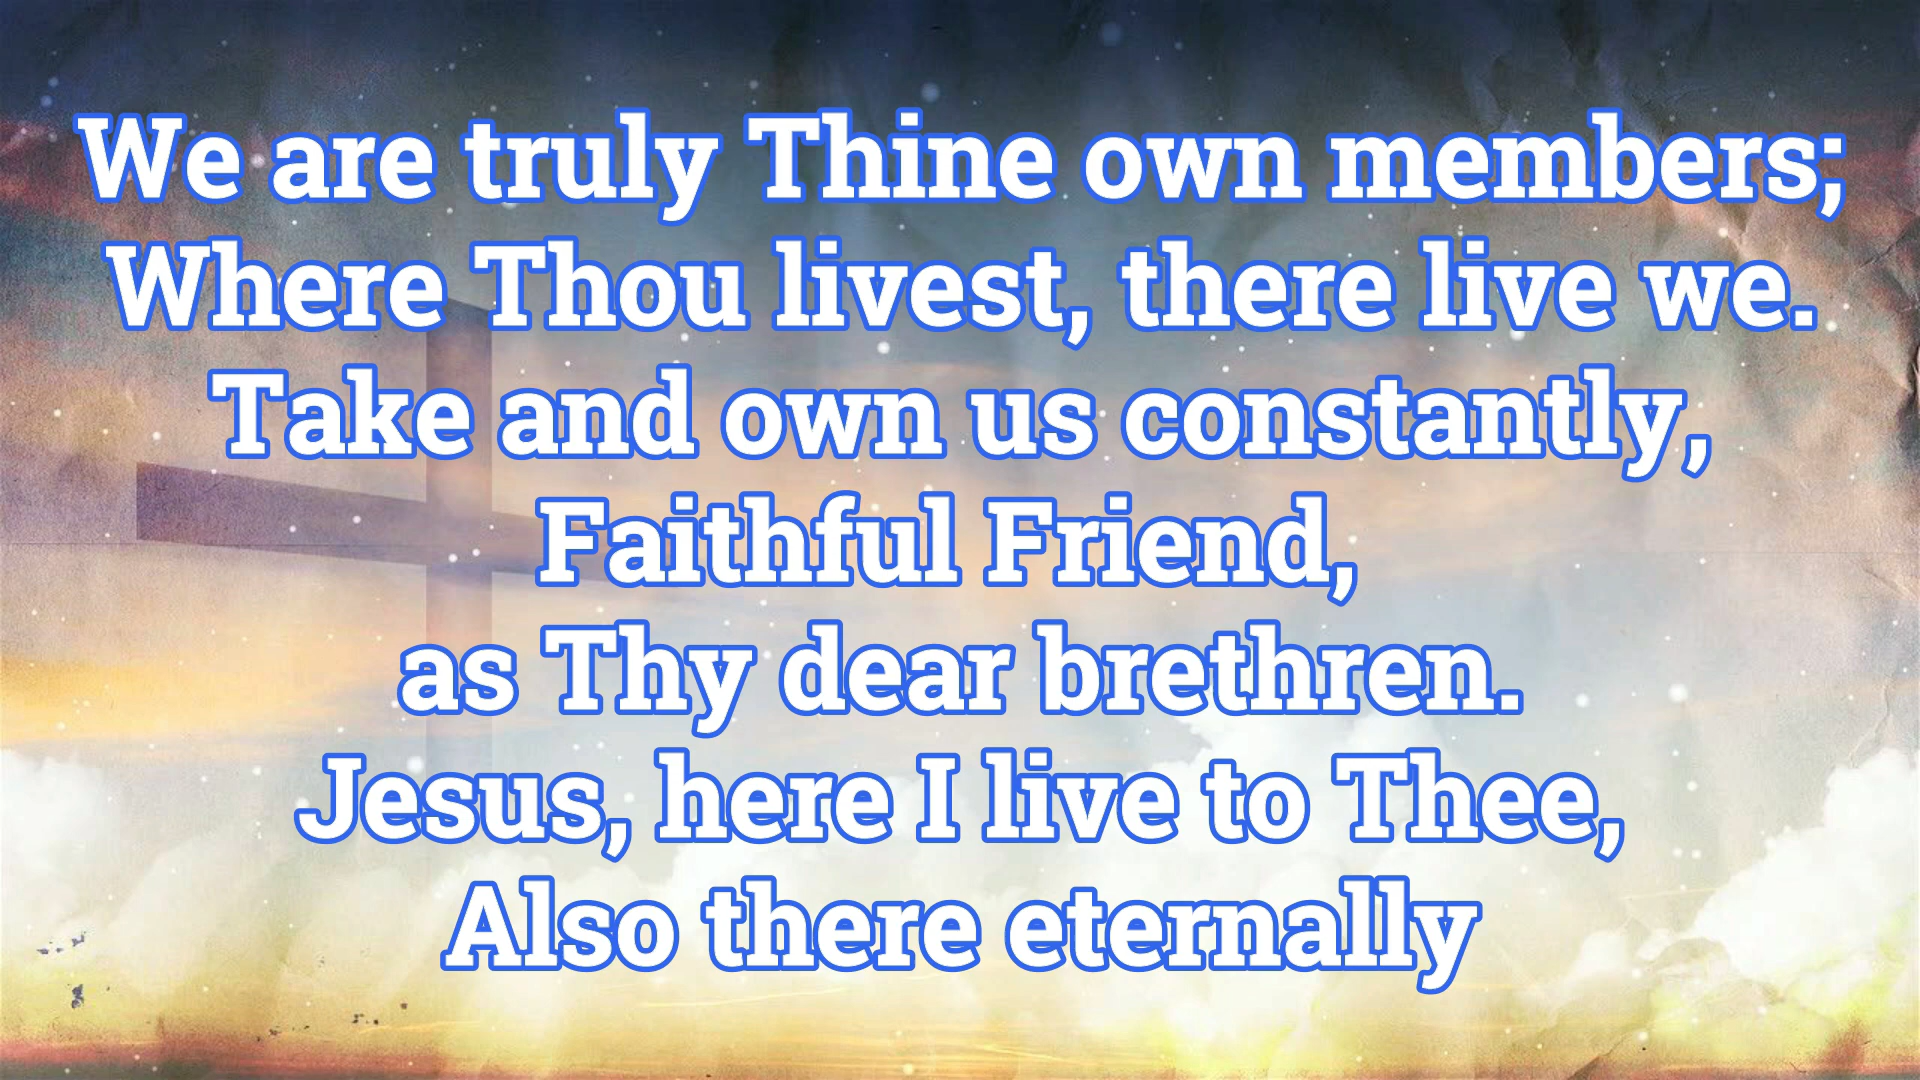 We are truly Thine own members;
Where Thou livest, there live we.
Take and own us constantly,
Faithful Friend,
as Thy dear brethren.
Jesus, here I live to Thee,
Also there eternally